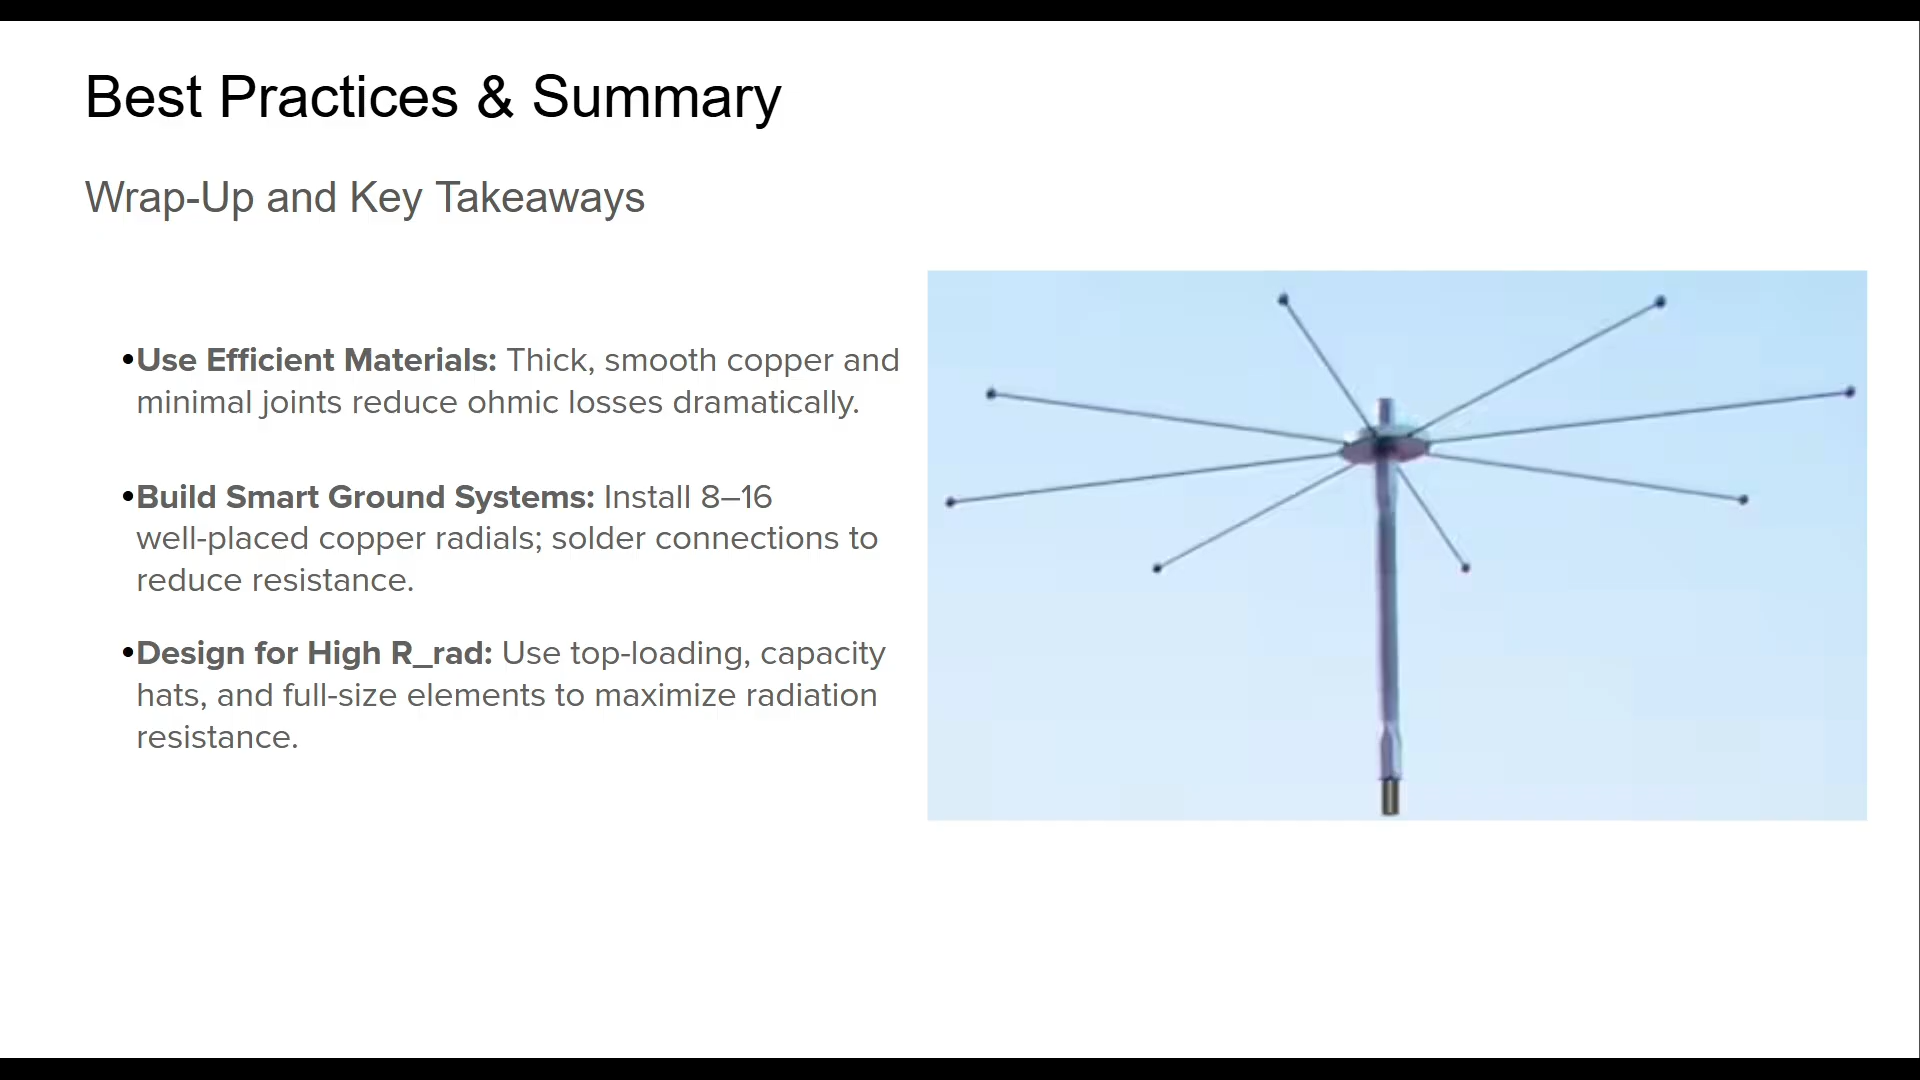 Best Practices & Summary
Wrap-Up and Key Takeaways
•Use Efficient Materials: Thick, smooth copper and
minimal joints reduce ohmic losses dramatically.
•Build Smart Ground Systems: Install 8–16
well-placed copper radials; solder connections to
reduce resistance.
•Design for High R_rad: Use top-loading, capacity
hats, and full-size elements to maximize radiation
resistance.